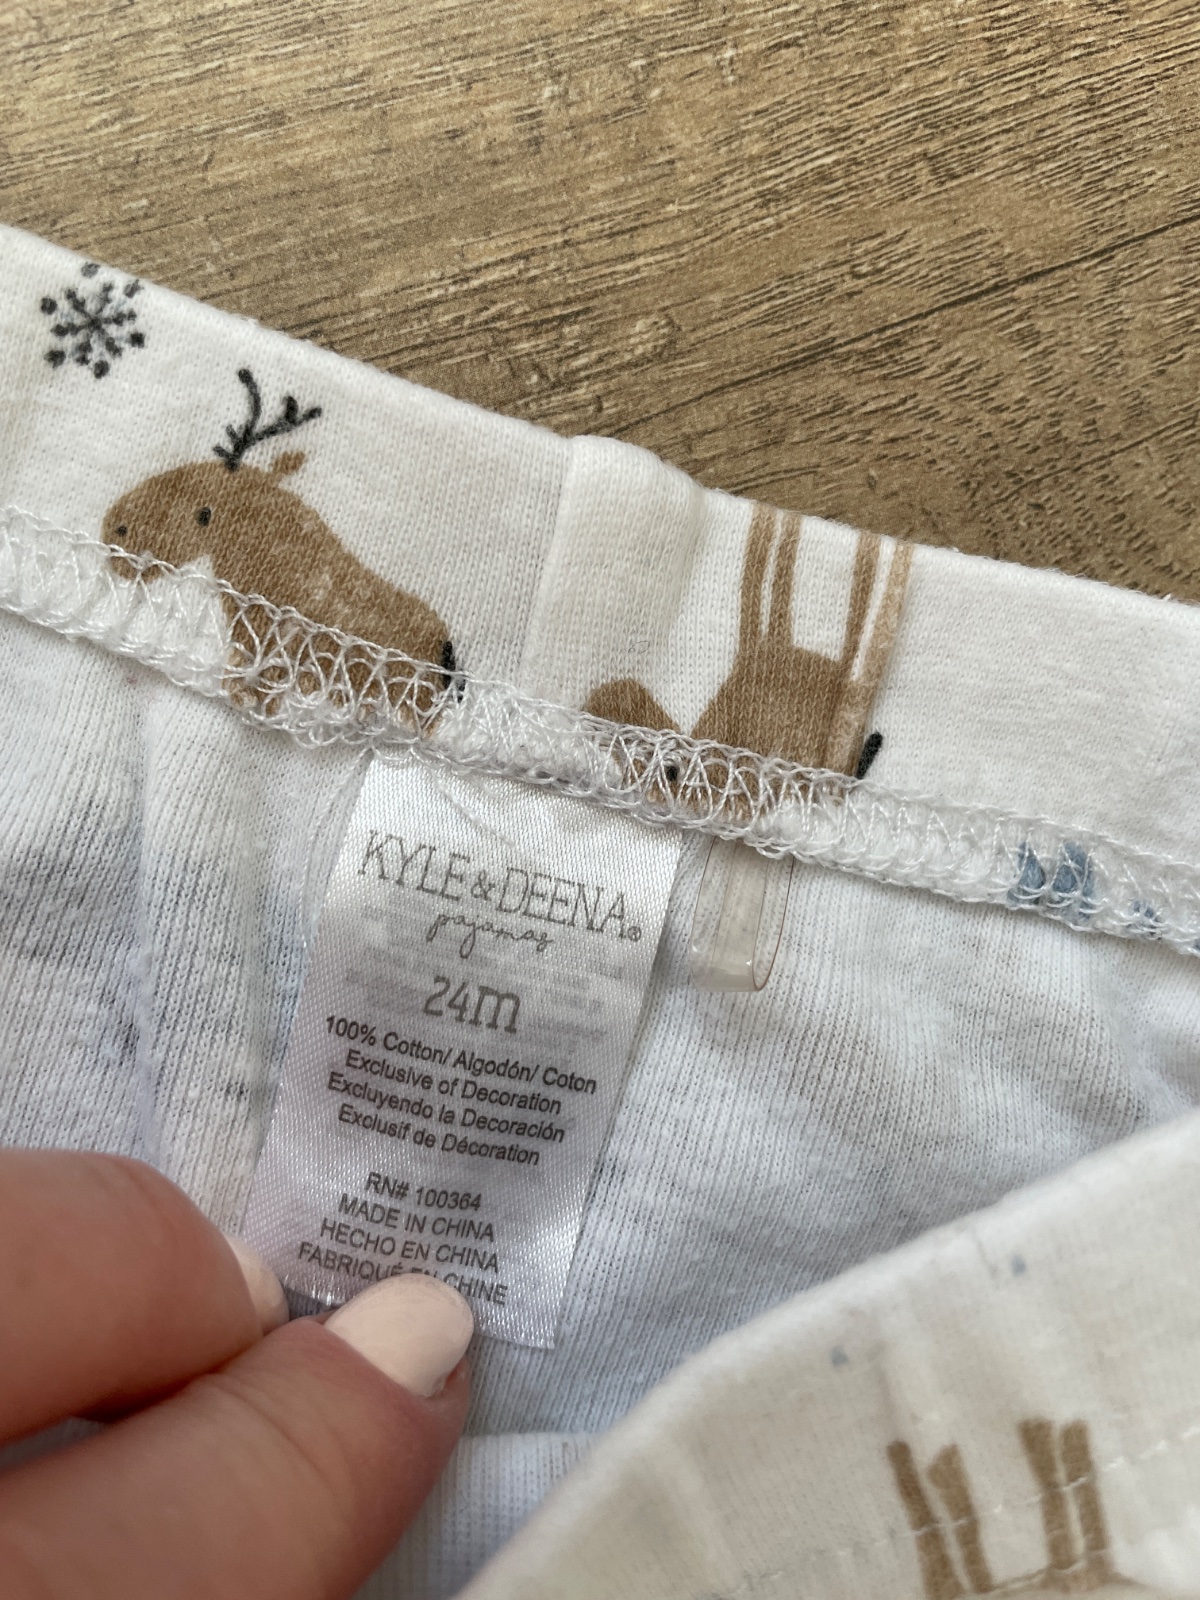 KYLE & DEENA®
pajamas
24m
100% Cotton/ Algodón/ Coton
Exclusive of Decoration
Excluyendo la Decoración
Exclusif de Décoration
RN# 100364
MADE IN CHINA
HECHO EN CHINA
FABRIQUÉ EN CHINE